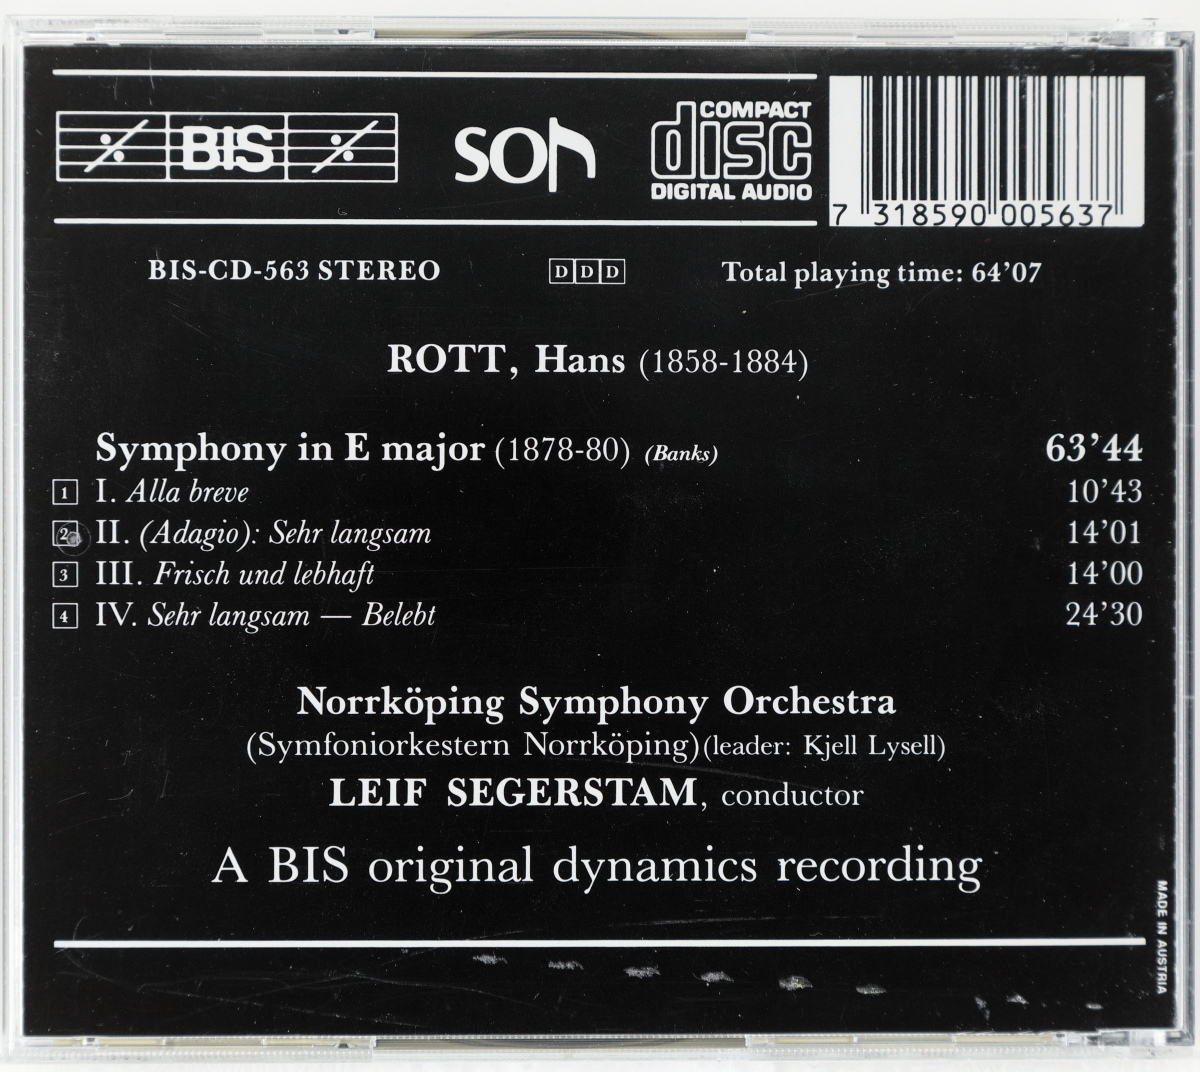 BIS
SON
COMPACT
disc
DIGITAL AUDIO
7 318590 005637
BIS-CD-563 STEREO
D D D
Total playing time: 64’07
ROTT, Hans (1858-1884)
Symphony in E major (1878-80) (Banks) 63’44
1 I. Alla breve 10’43
2 II. (Adagio): Sehr langsam 14’01
3 III. Frisch und lebhaft 14’00
4 IV. Sehr langsam — Belebt 24’30
Norrköping Symphony Orchestra
(Symfoniorkestern Norrköping) (leader: Kjell Lysell)
LEIF SEGERSTAM, conductor
A BIS original dynamics recording
MADE IN AUSTRIA